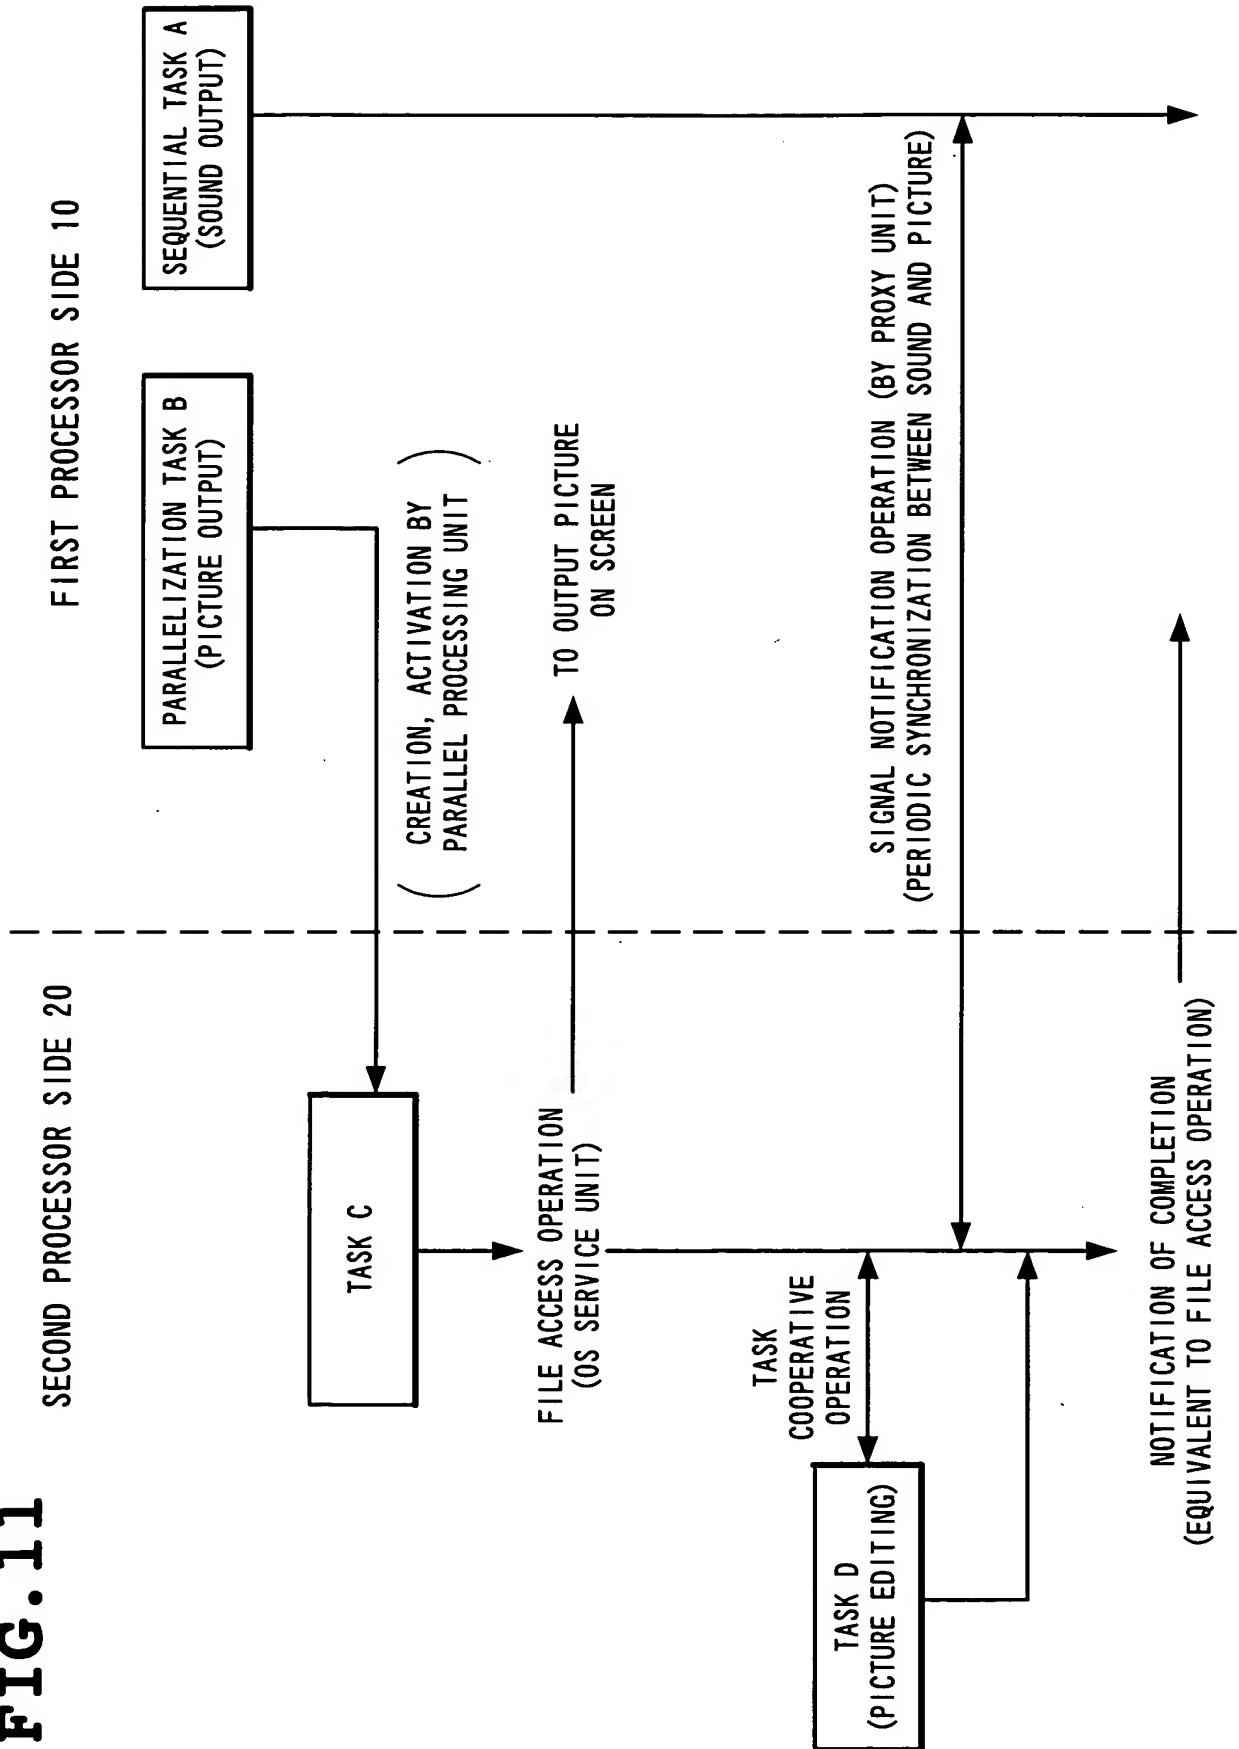 FIG.11
SECOND PROCESSOR SIDE 20
FIRST PROCESSOR SIDE 10
PARALLELIZATION TASK B
(PICTURE OUTPUT)
SEQUENTIAL TASK A
(SOUND OUTPUT)
TASK C
CREATION, ACTIVATION BY
PARALLEL PROCESSING UNIT
FILE ACCESS OPERATION
(OS SERVICE UNIT)
TO OUTPUT PICTURE
ON SCREEN
TASK
COOPERATIVE
OPERATION
TASK D
(PICTURE EDITING)
SIGNAL NOTIFICATION OPERATION (BY PROXY UNIT)
(PERIODIC SYNCHRONIZATION BETWEEN SOUND AND PICTURE)
NOTIFICATION OF COMPLETION
(EQUIVALENT TO FILE ACCESS OPERATION)